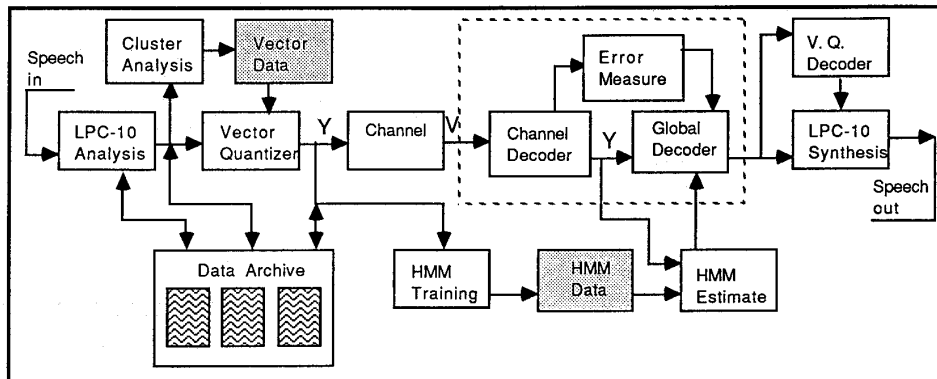 Speech
in
Cluster
Analysis
Vector
Data
LPC-10
Analysis
Vector
Quantizer
Y
Channel
V
Channel
Decoder
Error
Measure
Y
Global
Decoder
V. Q.
Decoder
LPC-10
Synthesis
Speech
out
Data Archive
HMM
Training
HMM
Data
HMM
Estimate